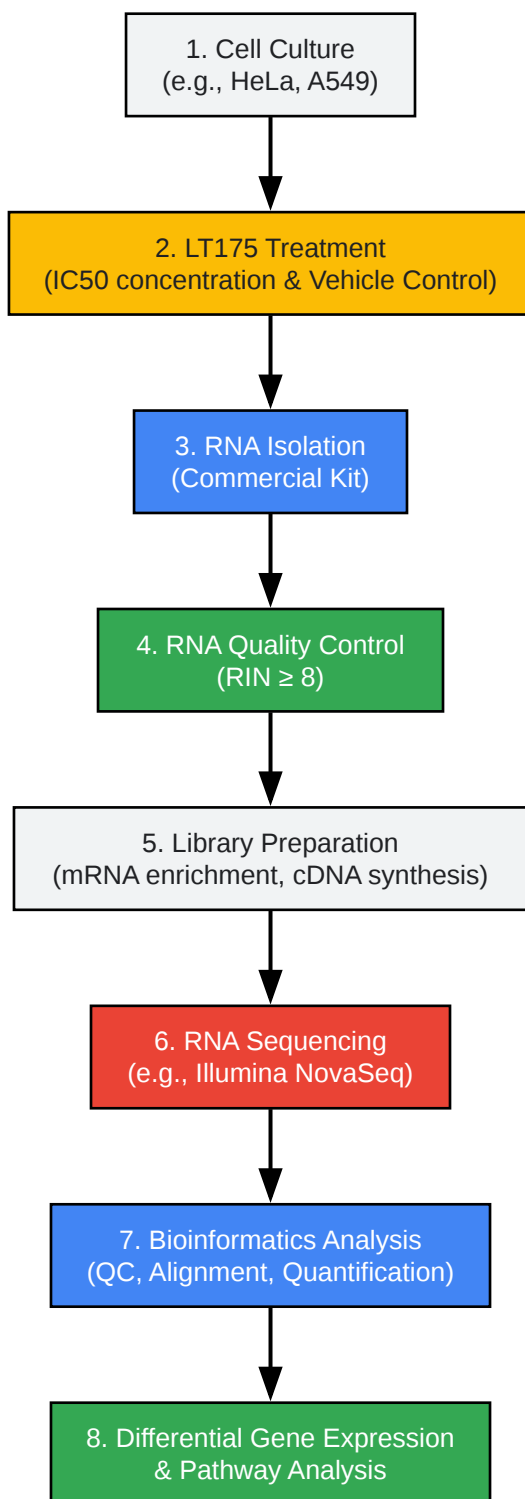 1. Cell Culture
(e.g., HeLa, A549)
2. LT175 Treatment
(IC50 concentration & Vehicle Control)
3. RNA Isolation
(Commercial Kit)
4. RNA Quality Control
(RIN ≥ 8)
5. Library Preparation
(mRNA enrichment, cDNA synthesis)
6. RNA Sequencing
(e.g., Illumina NovaSeq)
7. Bioinformatics Analysis
(QC, Alignment, Quantification)
8. Differential Gene Expression
& Pathway Analysis